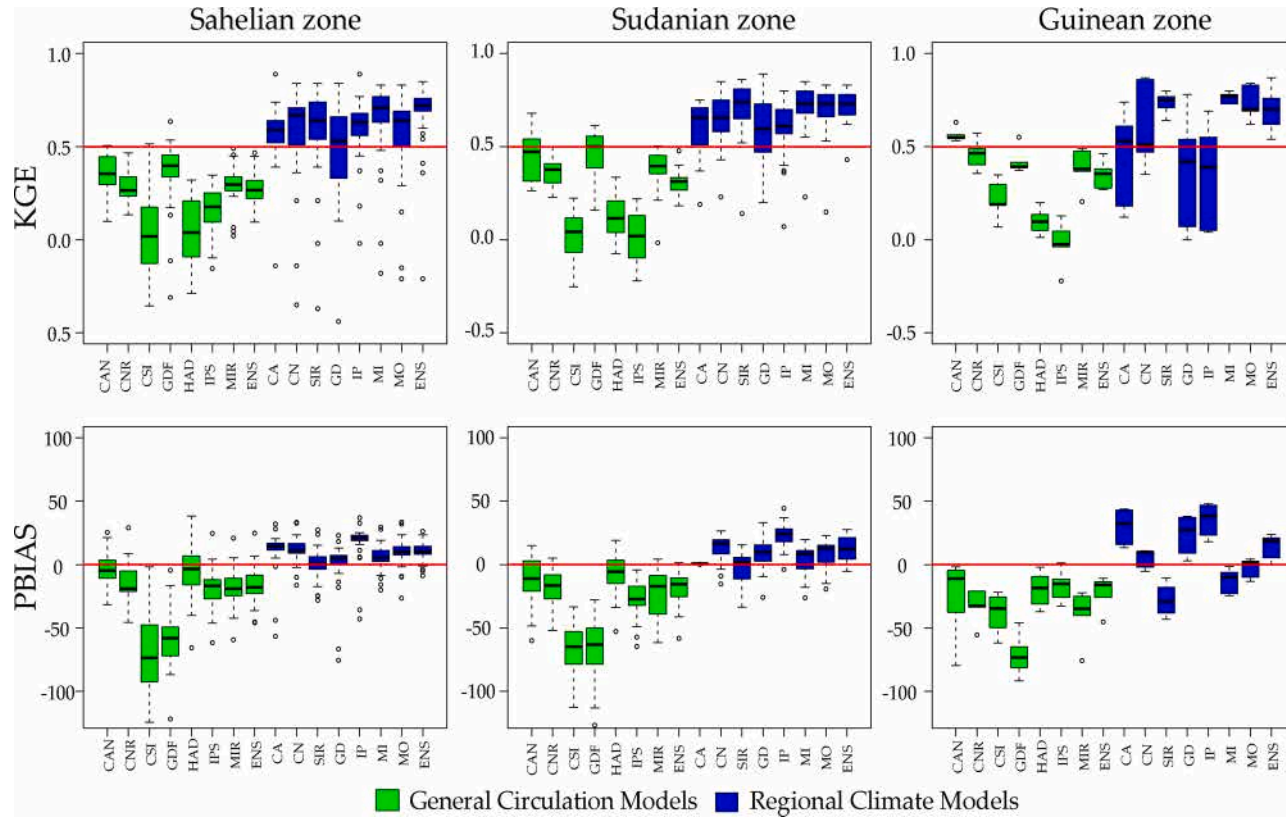 Sahelian zone Sudanian zone Guinean zone
KGE
1.0 1.0 1.0
0.5 0.5 0.5
0.0 0.0 0.0
0.5 -0.5 0.5
CAN CNR CSI GDF HAD IPS MIR ENS CA CN SIR GD IP MI MO ENS
CAN CNR CSI GDF HAD IPS MIR ENS CA CN SIR GD IP MI MO ENS
CAN CNR CSI GDF HAD IPS MIR ENS CA CN SIR GD IP MI MO ENS
PBIAS
100 100 100
50 50 50
0 0 0
-50 -50 -50
-100 -100 -100
CAN CNR CSI GDF HAD IPS MIR ENS CA CN SIR GD IP MI MO ENS
CAN CNR CSI GDF HAD IPS MIR ENS CA CN SIR GD IP MI MO ENS
CAN CNR CSI GDF HAD IPS MIR ENS CA CN SIR GD IP MI MO ENS
General Circulation Models Regional Climate Models